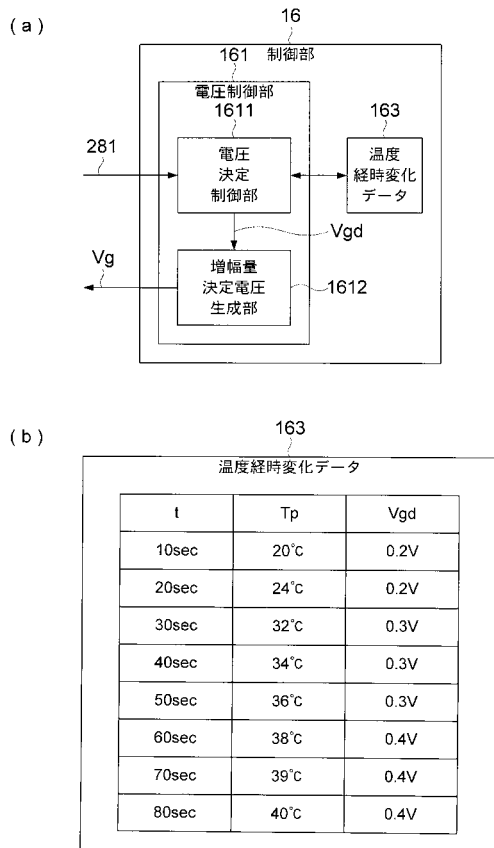 (a)
16
制御部
161
電圧制御部
1611
163
281
電圧
決定
制御部
温度
経時変化
データ
Vgd
Vg
増幅量
決定電圧
生成部
1612
(b)
163
温度経時変化データ
t Tp Vgd
10sec 20℃ 0.2V
20sec 24℃ 0.2V
30sec 32℃ 0.3V
40sec 34℃ 0.3V
50sec 36℃ 0.3V
60sec 38℃ 0.4V
70sec 39℃ 0.4V
80sec 40℃ 0.4V